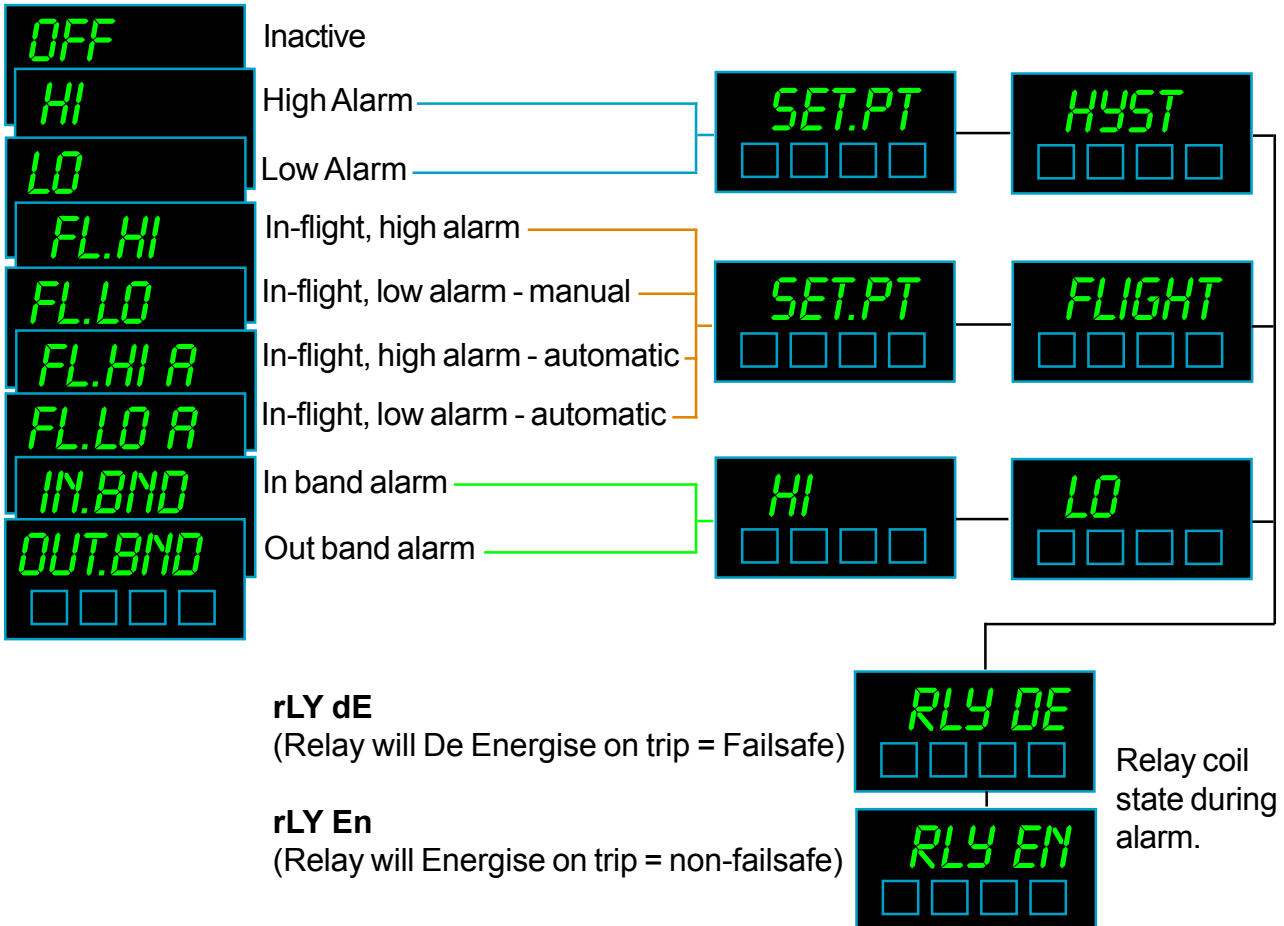 OFF
Inactive
HI
High Alarm
SET.PT
HYST
LO
Low Alarm
FL.HI
In-flight, high alarm
FL.LO
In-flight, low alarm - manual
SET.PT
FLIGHT
FL.HI A
In-flight, high alarm - automatic
FL.LO A
In-flight, low alarm - automatic
IN.BND
In band alarm
HI
LO
OUT.BND
Out band alarm
rLY dE
(Relay will De Energise on trip = Failsafe)
RLY DE
rLY En
(Relay will Energise on trip = non-failsafe)
RLY EN
Relay coil
state during
alarm.